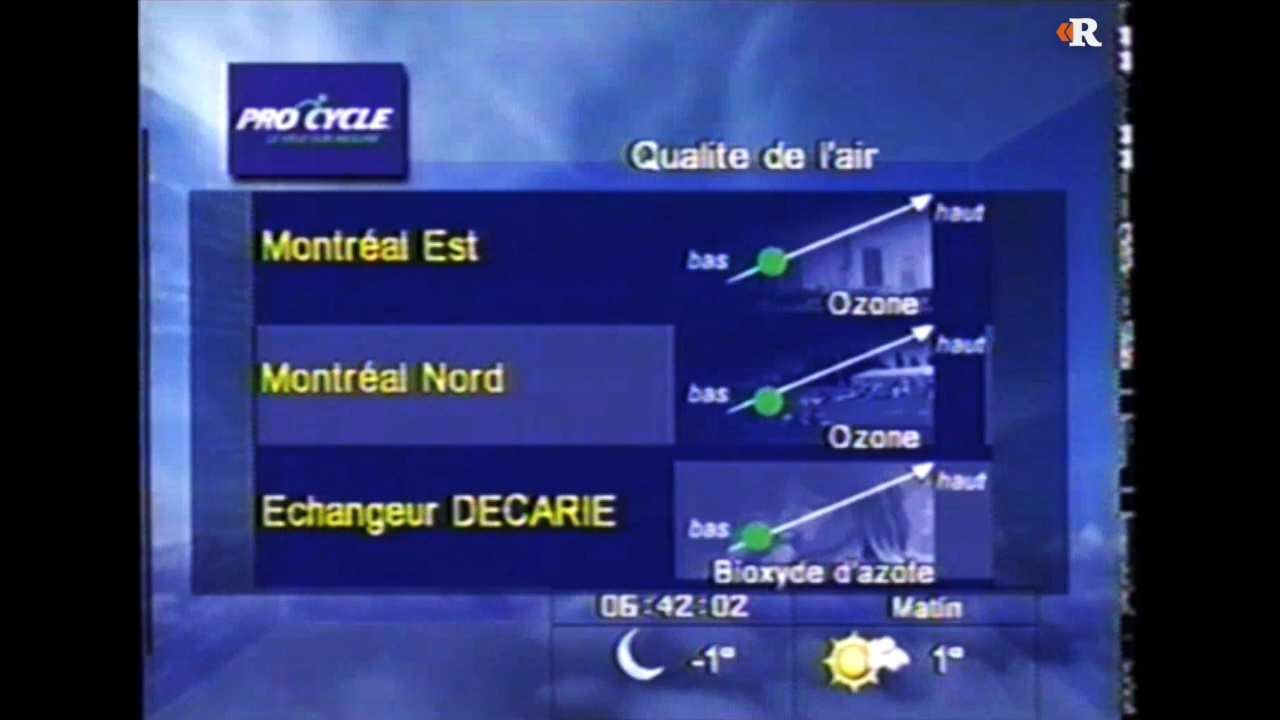 R
PRO CYCLE
Qualite de l'air
Montréal Est
bas
haut
Ozone
Montréal Nord
bas
haut
Ozone
Echangeur DECARIE
bas
haut
Bioxyde d'azote
06:42:02
Matin
-1°
1°